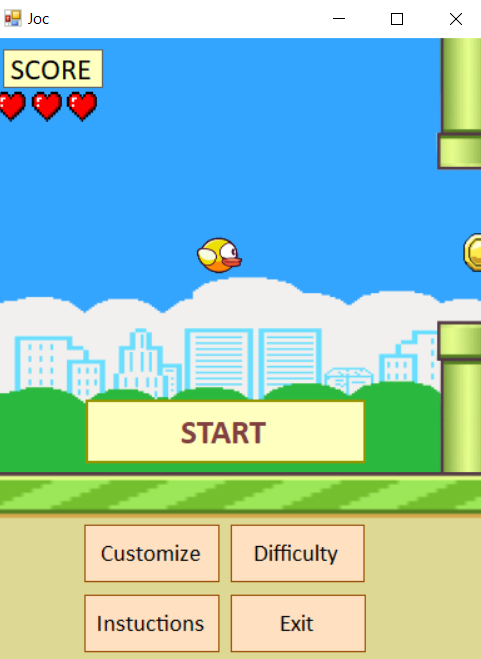 Joc
SCORE
START
Customize
Difficulty
Instuctions
Exit